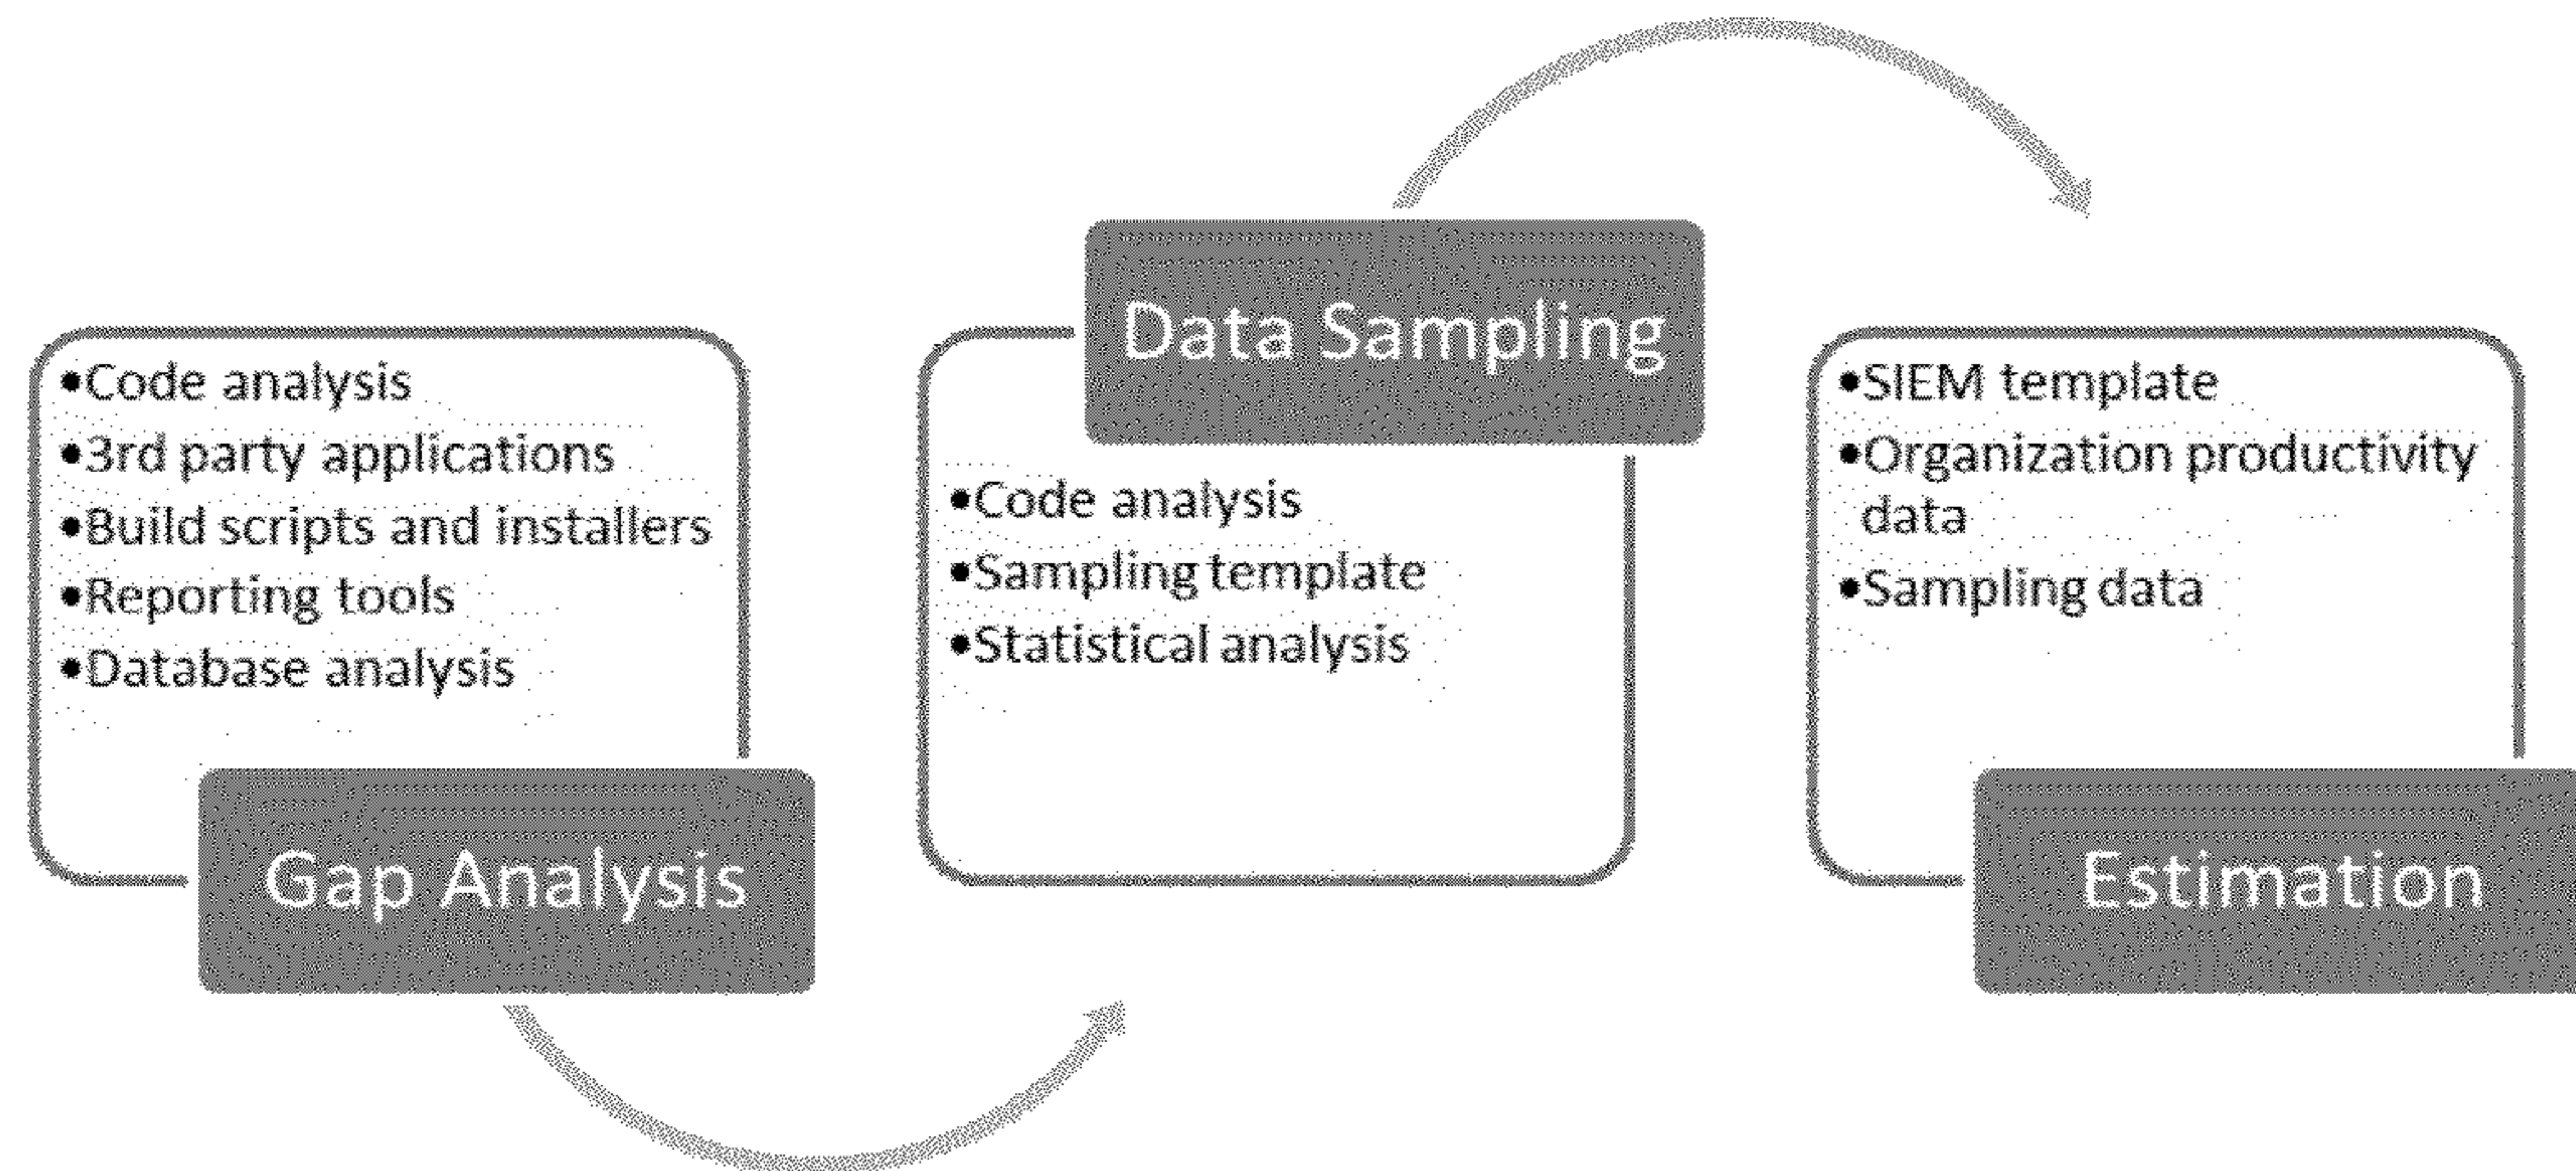 •Code analysis
•3rd party applications
•Build scripts and installers
•Reporting tools
•Database analysis
Gap Analysis
Data Sampling
•Code analysis
•Sampling template
•Statistical analysis
•SIEM template
•Organization productivity
data
•Sampling data
Estimation